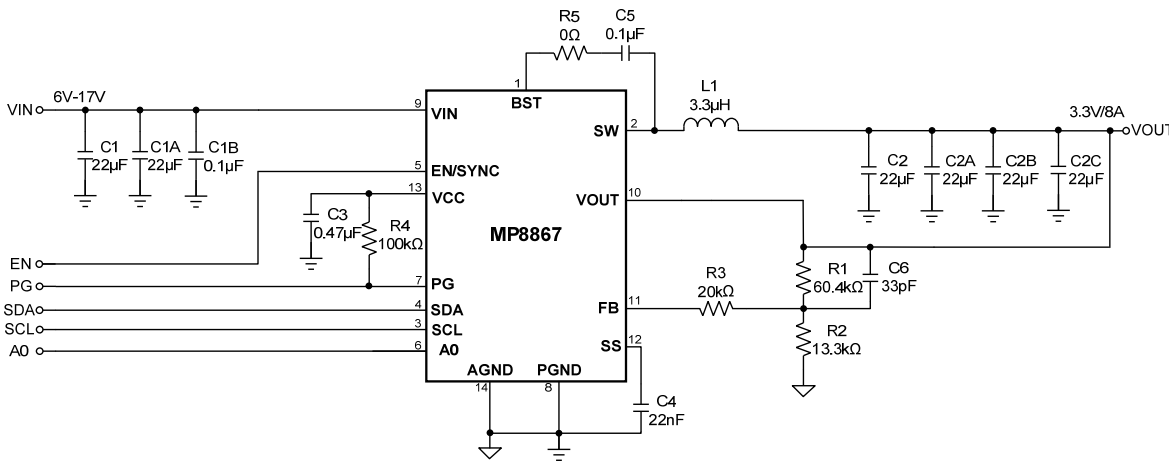 R5
0Ω
C5
0.1µF
1
BST
L1
3.3µH
VIN
6V-17V
9
VIN
SW
2
3.3V/8A
VOUT
C1
22µF
C1A
22µF
C1B
0.1µF
C2
22µF
C2A
22µF
C2B
22µF
C2C
22µF
5
EN/SYNC
13
VCC
VOUT
10
C3
0.47µF
R4
100kΩ
MP8867
EN
PG
7
PG
R3
20kΩ
R1
60.4kΩ
C6
33pF
SDA
4
SDA
FB
11
SCL
3
SCL
R2
13.3kΩ
A0
6
A0
SS
12
AGND
PGND
14
8
C4
22nF